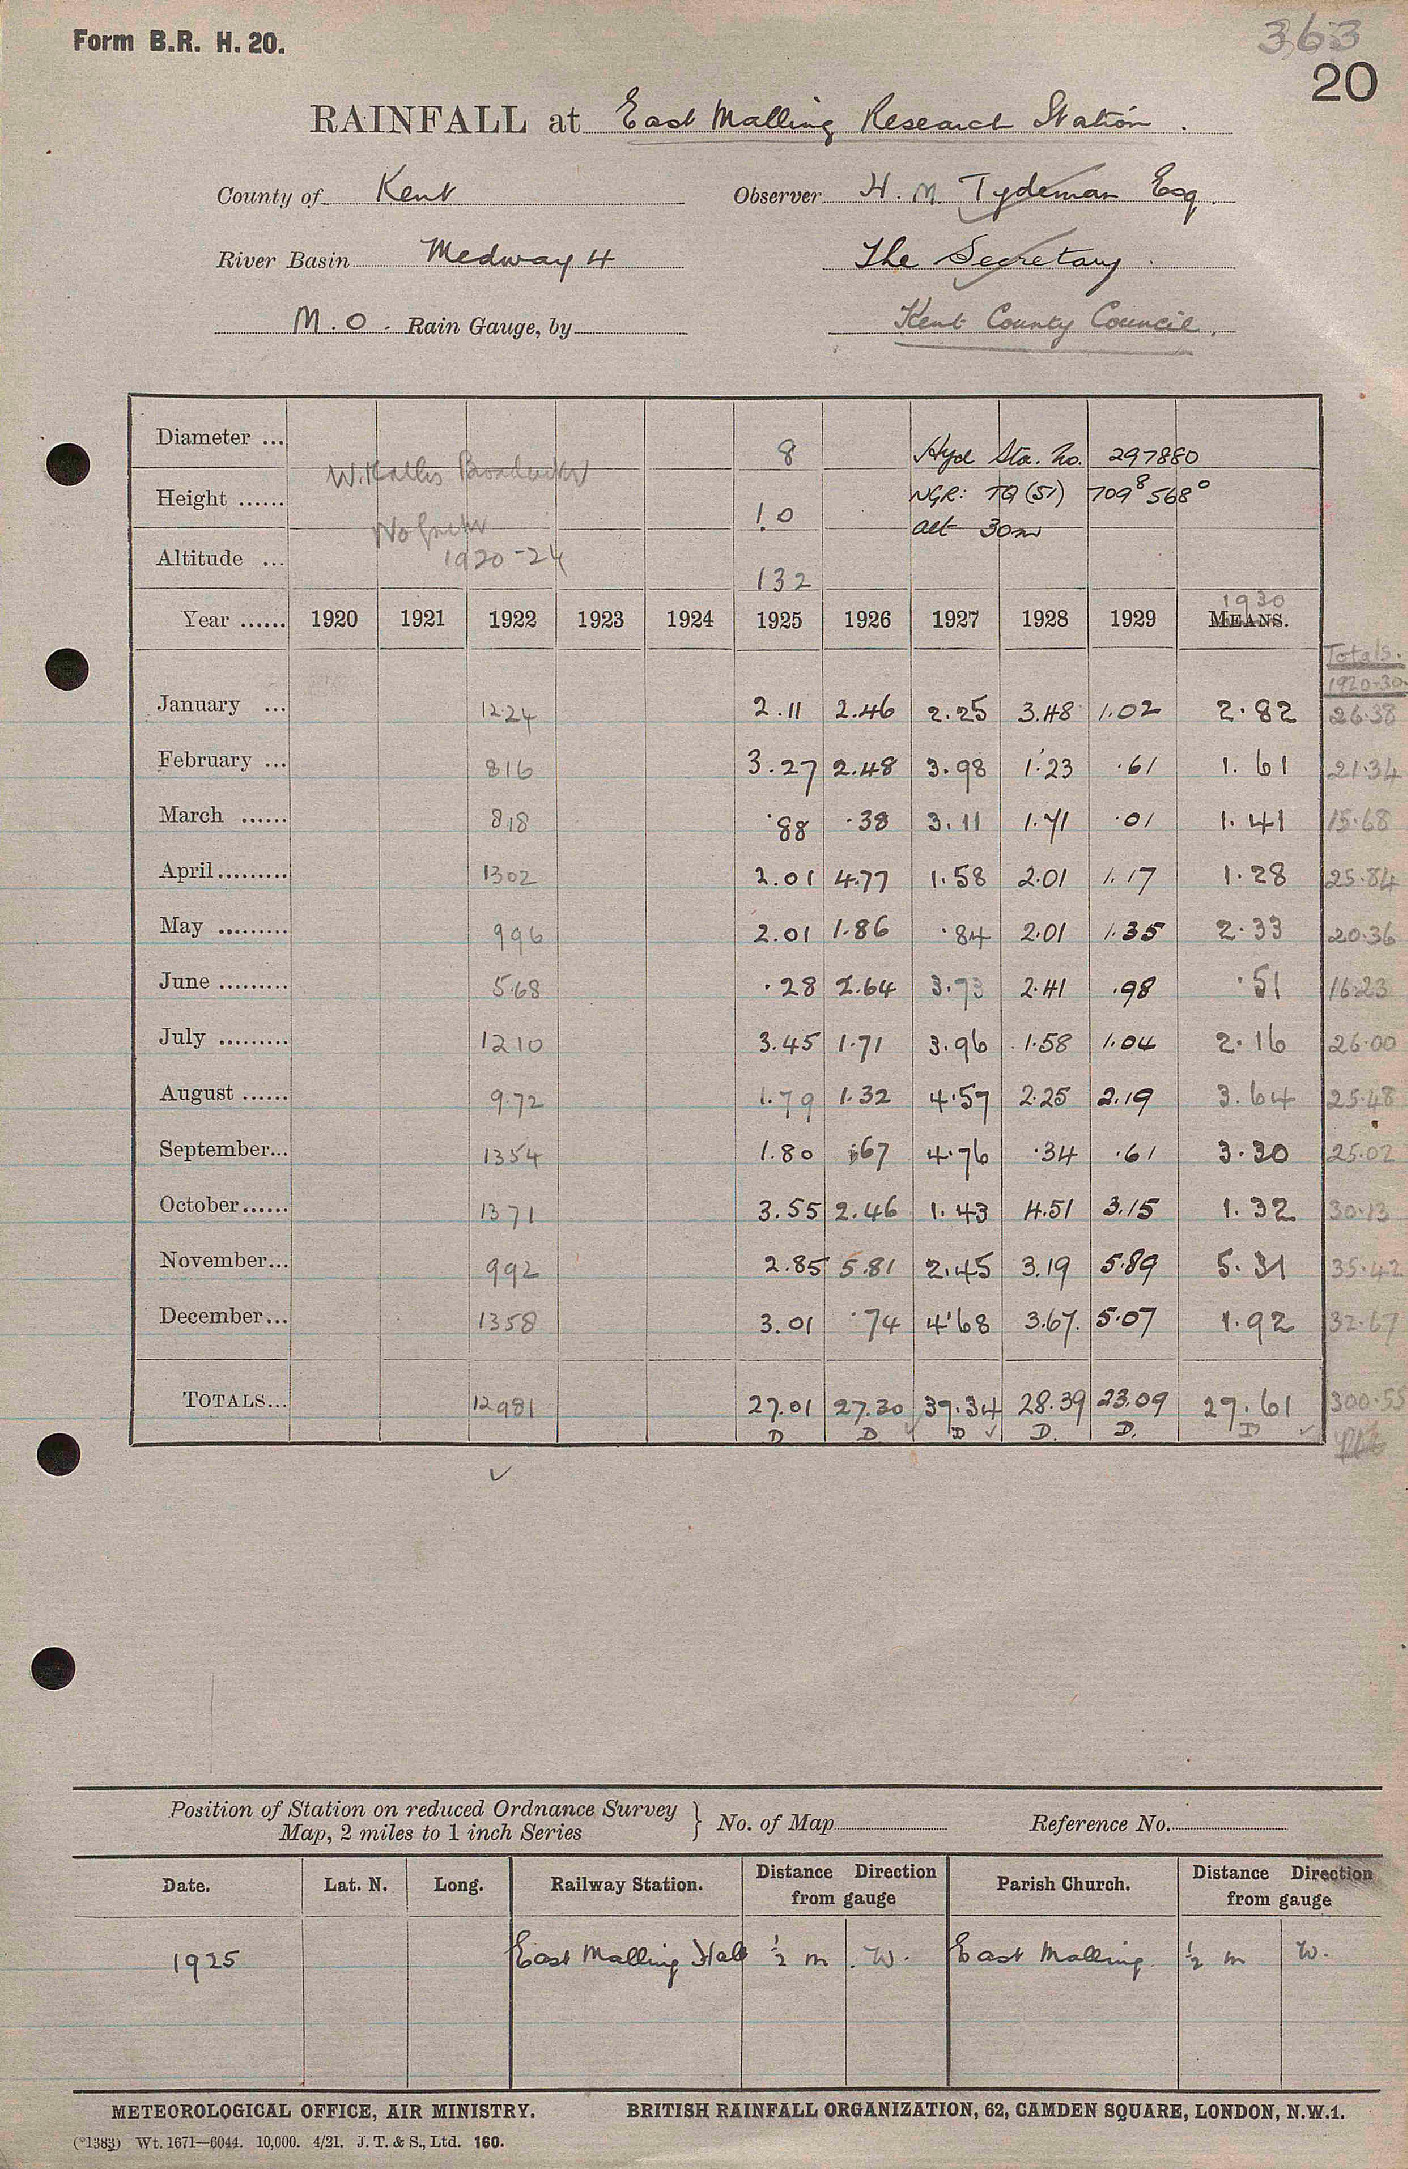 Form B.R. H. 20.
363
20
RAINFALL at East Malling Research Station.
County of Kent Observer H. M Tydeman Esq.
River Basin Medway 4 The Secretary.
M.O. Rain Gauge, by Kent County Council.
Diameter ... 8 Hyd Sta. No. 297880
Height ...... 1.0 NGR: TQ (51) 709⁸ 568⁰
alt 30m
1920-24
Altitude ... 132
1930
Year ...... 1920 1921 1922 1923 1924 1925 1926 1927 1928 1929 MEANS.
Totals.
1920-30.
January ... 1224 2.11 2.46 2.25 3.48 1.02 2.82 26.38
February ... 816 3.27 2.48 3.98 1.23 .61 1.61 21.34
March ...... 818 .88 .38 3.11 1.71 .01 1.41 15.68
April ......... 1302 2.01 4.77 1.58 2.01 1.17 1.28 25.84
May ......... 996 2.01 1.86 .84 2.01 1.35 2.33 20.36
June ......... 568 .28 2.64 3.73 2.41 .98 .51 16.23
July ......... 1210 3.45 1.71 3.96 1.58 1.04 2.16 26.00
August ...... 9.72 1.79 1.32 4.57 2.25 2.19 3.64 25.48
September... 1354 1.80 .67 4.76 .34 .61 3.30 25.02
October...... 1371 3.55 2.46 1.43 4.51 3.15 1.32 30.13
November... 992 2.85 5.81 2.45 3.19 5.89 5.31 35.42
December... 1358 3.01 .74 4.68 3.67 5.07 1.92 32.67
TOTALS... 12981 27.01 27.30 37.34 28.39 23.09 27.61 300.55
D D D D. D. D
Position of Station on reduced Ordnance Survey
Map, 2 miles to 1 inch Series } No. of Map Reference No.
Date. Lat. N. Long. Railway Station. Distance Direction from gauge Parish Church. Distance Direction from gauge
1925 East Malling Halt ½ m W. East Malling. ½ m W.
METEOROLOGICAL OFFICE, AIR MINISTRY. BRITISH RAINFALL ORGANIZATION, 62, CAMDEN SQUARE, LONDON, N.W.1.
(*1383) Wt. 1671—6044. 10,000. 4/21. J. T. & S., Ltd. 160.